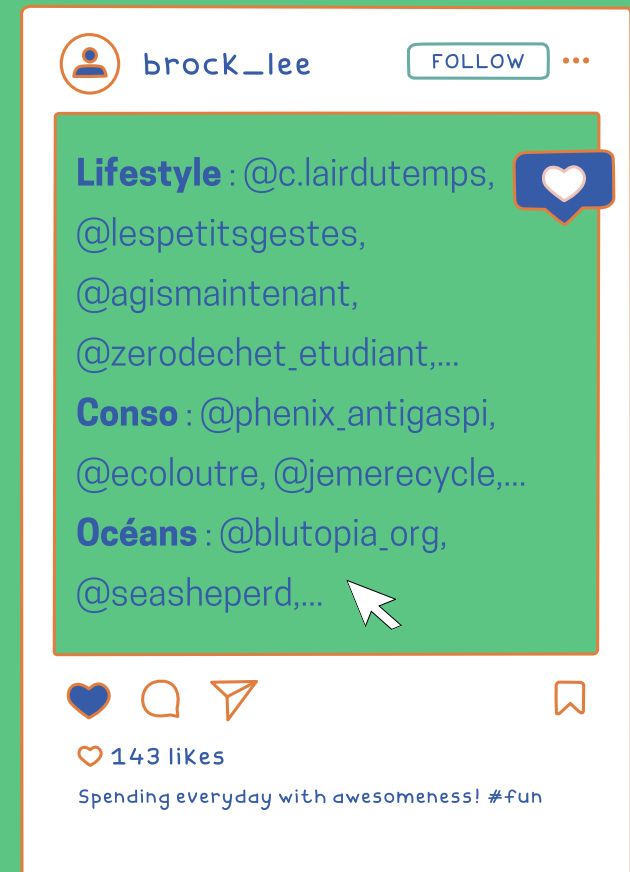 brock_lee
FOLLOW
Lifestyle : @c.lairdutemps,
@lespetitsgestes,
@agismaintenant,
@zerodechet_etudiant,...
Conso : @phenix_antigaspi,
@ecoloutre, @jemerecycle,...
Océans : @blutopia_org,
@seasheperd,...
143 likes
Spending everyday with awesomeness! #fun